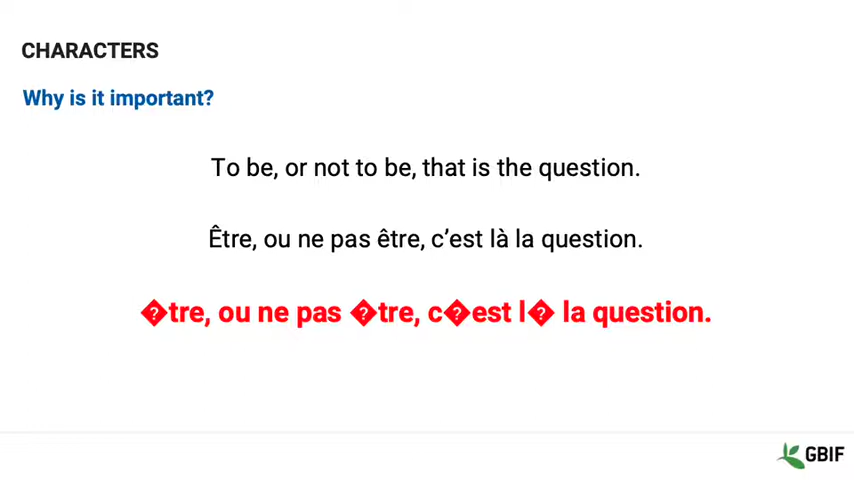 CHARACTERS
Why is it important?
To be, or not to be, that is the question.
Être, ou ne pas être, c’est là la question.
�tre, ou ne pas �tre, c�est l� la question.
GBIF